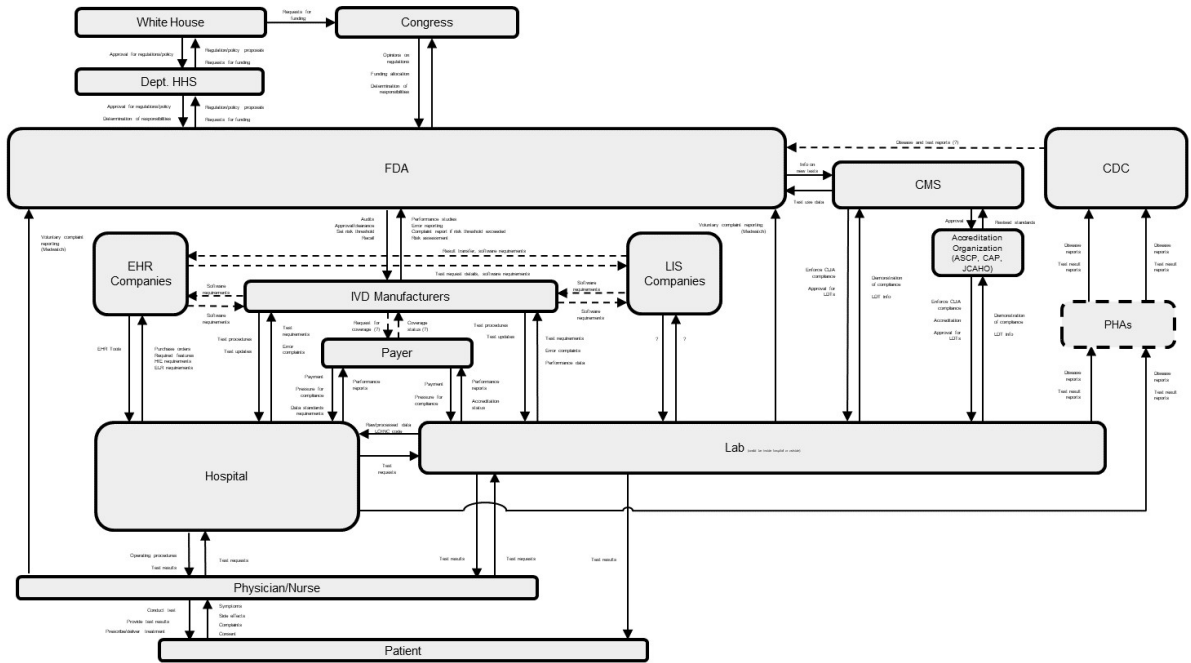 White House
Requests for
funding
Congress
Approval for regulations/policy
Regulation/policy proposals
Requests for funding
Opinions on
regulations
Funding allocation
Determination of
responsibilities
Dept. HHS
Approval for regulations/policy
Determination of responsibilities
Regulation/policy proposals
Requests for funding
FDA
Disease and test reports (?)
CDC
Info on
new tests
Test use data
CMS
Voluntary complaint
reporting
(Medwatch)
Audits
Approval/clearance
Set risk threshold
Recall
Performance studies
Error reporting
Complaint report if risk threshold exceeded
Risk assessment
Voluntary complaint reporting
(Medwatch)
Approval
Revised standards
Accreditation
Organization
(ASCP, CAP,
JCAHO)
EHR
Companies
Result transfer, software requirements
Test request details, software requirements
LIS
Companies
Software
requirements
Software
requirements
IVD Manufacturers
Software
requirements
Software
requirements
Enforce CLIA
compliance
Approval for
LDTs
Demonstration
of compliance
LDT info
Disease
reports
Test result
reports
Disease
reports
Test result
reports
PHAs
EHR Tools
Purchase orders
Required features
HIE requirements
EUR requirements
Test procedures
Test updates
Test
requirements
Error
complaints
Request for
coverage (?)
Coverage
status (?)
Payer
Test procedures
Test updates
Test requirements
Error complaints
Performance data
?
?
Enforce CLIA
compliance
Accreditation
Approval for
LDTs
Demonstration
of compliance
LDT info
Payment
Pressure for
compliance
Data standards
requirements
Performance
reports
Payment
Pressure for
compliance
Performance
reports
Accreditation
status
Disease
reports
Test result
reports
Disease
reports
Test result
reports
Hospital
Raw/processed data
LOINC code
Test
requests
Lab
Operating procedures
Test results
Test requests
Test results
Test requests
Test results
Physician/Nurse
Conduct test
Provide test results
Prescribe/deliver treatment
Symptoms
Side effects
Complaints
Consent
Patient